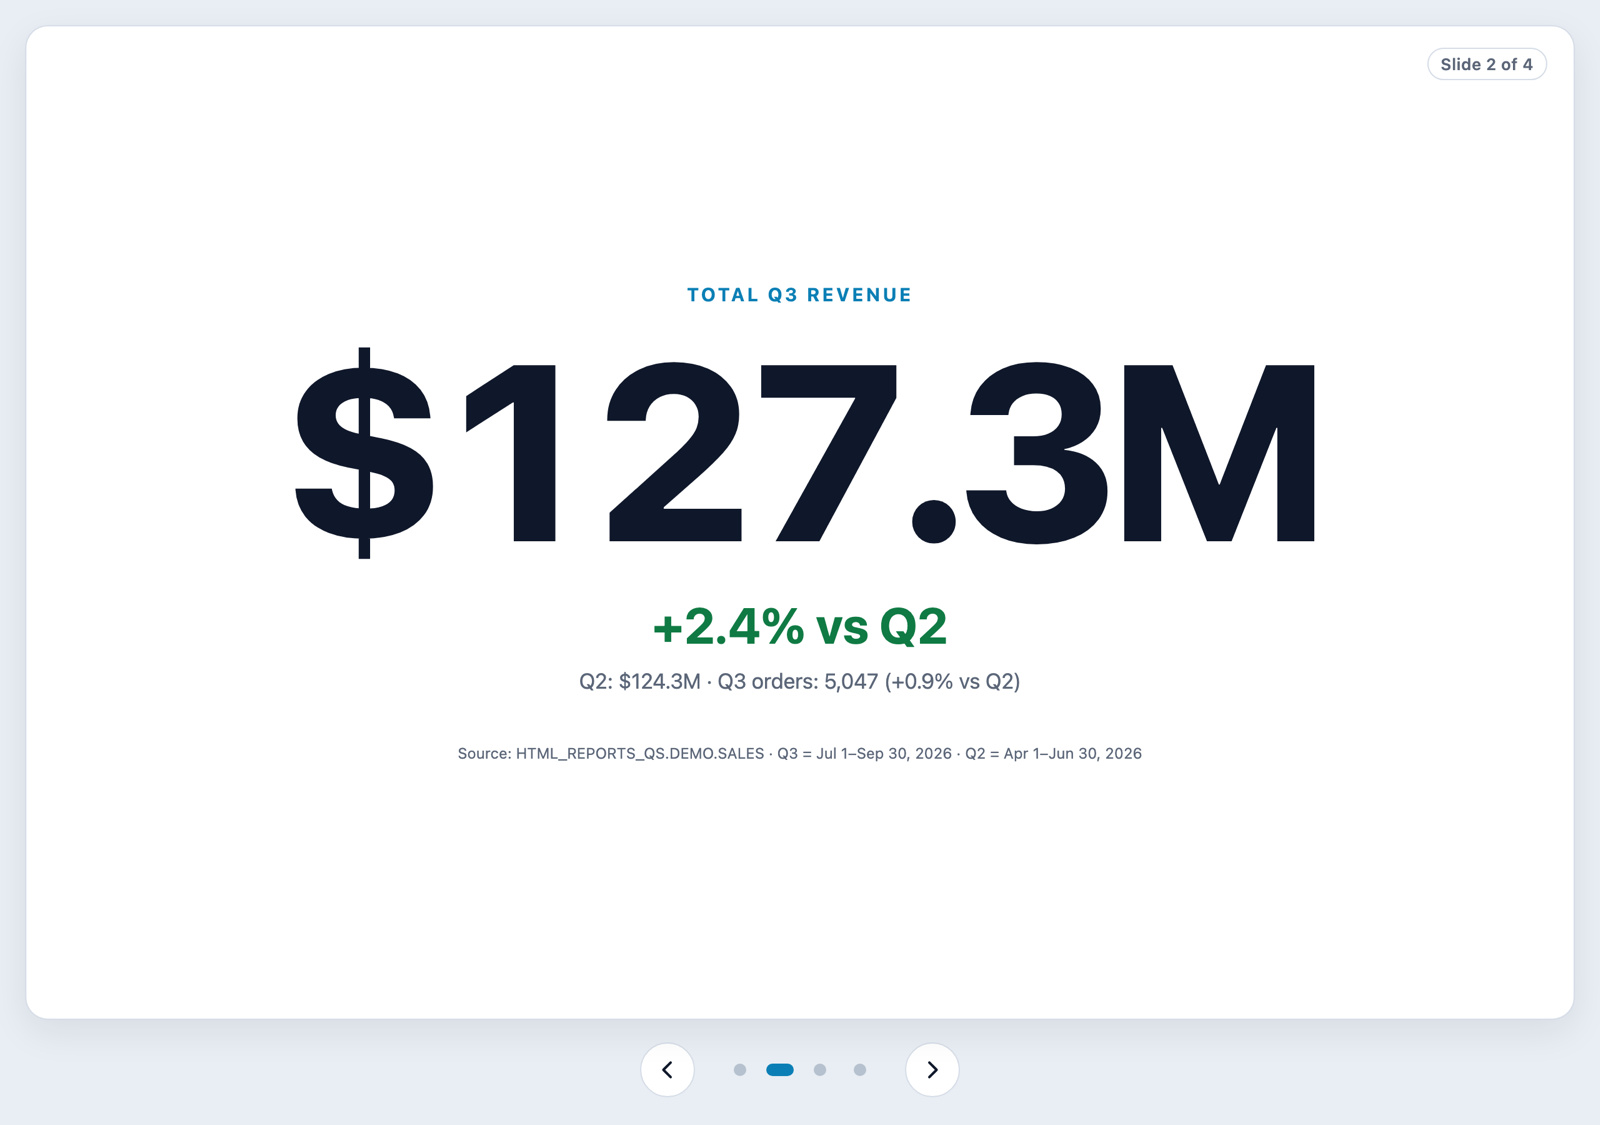 Slide 2 of 4
TOTAL Q3 REVENUE
$127.3M
+2.4% vs Q2
Q2: $124.3M · Q3 orders: 5,047 (+0.9% vs Q2)
Source: HTML_REPORTS_QS.DEMO.SALES · Q3 = Jul 1–Sep 30, 2026 · Q2 = Apr 1–Jun 30, 2026